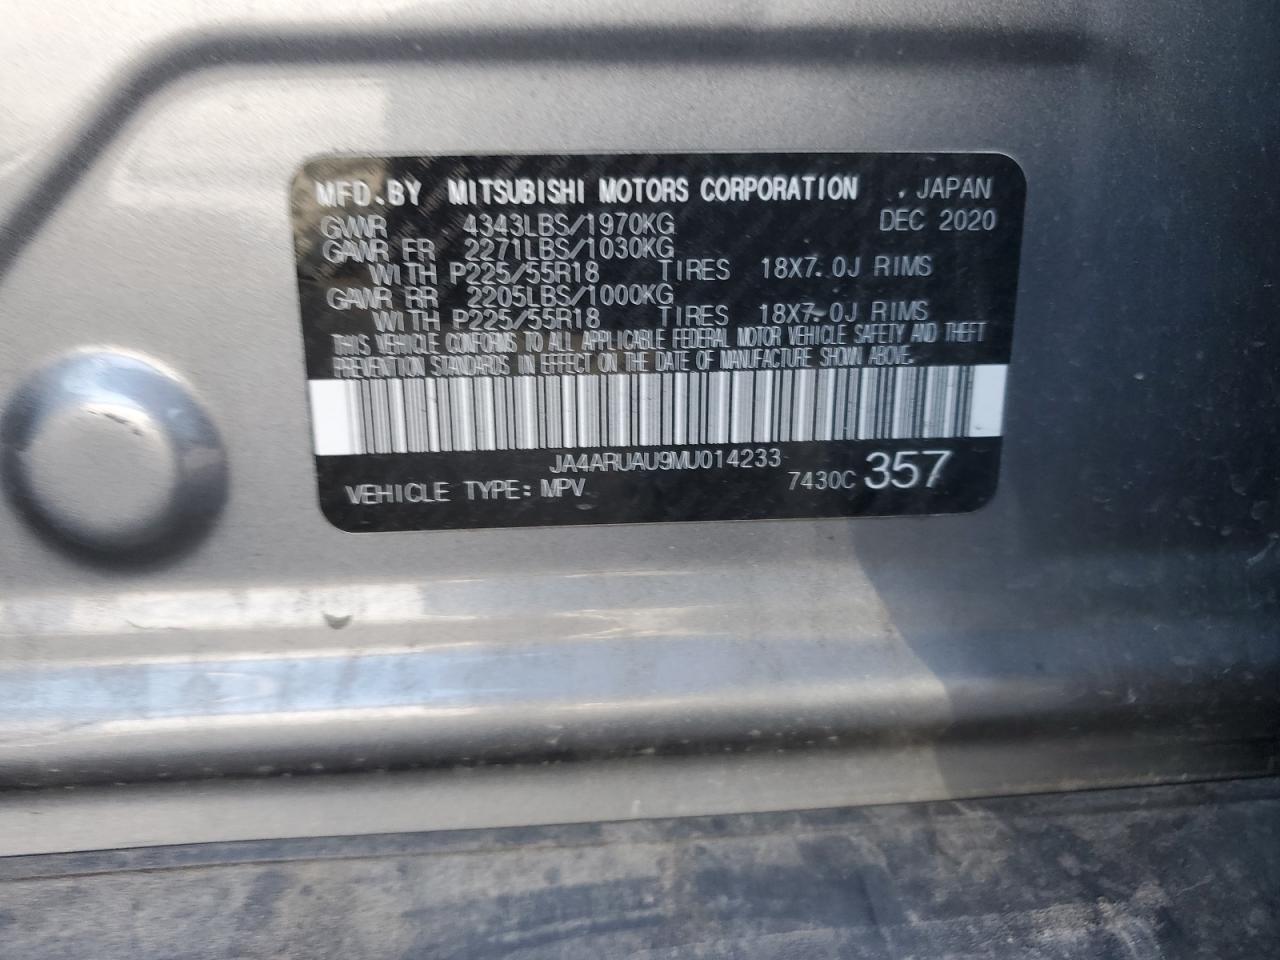 MFD.BY MITSUBISHI MOTORS CORPORATION , JAPAN
GVWR 4343LBS/1970KG DEC 2020
GAWR FR 2271LBS/1030KG
WITH P225/55R18 TIRES 18X7.0J RIMS
GAWR RR 2205LBS/1000KG
WITH P225/55R18 TIRES 18X7.0J RIMS
THIS VEHICLE CONFORMS TO ALL APPLICABLE FEDERAL MOTOR VEHICLE SAFETY AND THEFT
PREVENTION STANDARDS IN EFFECT ON THE DATE OF MANUFACTURE SHOWN ABOVE.
JA4ARUAU9MU014233
VEHICLE TYPE: MPV 7430C 357